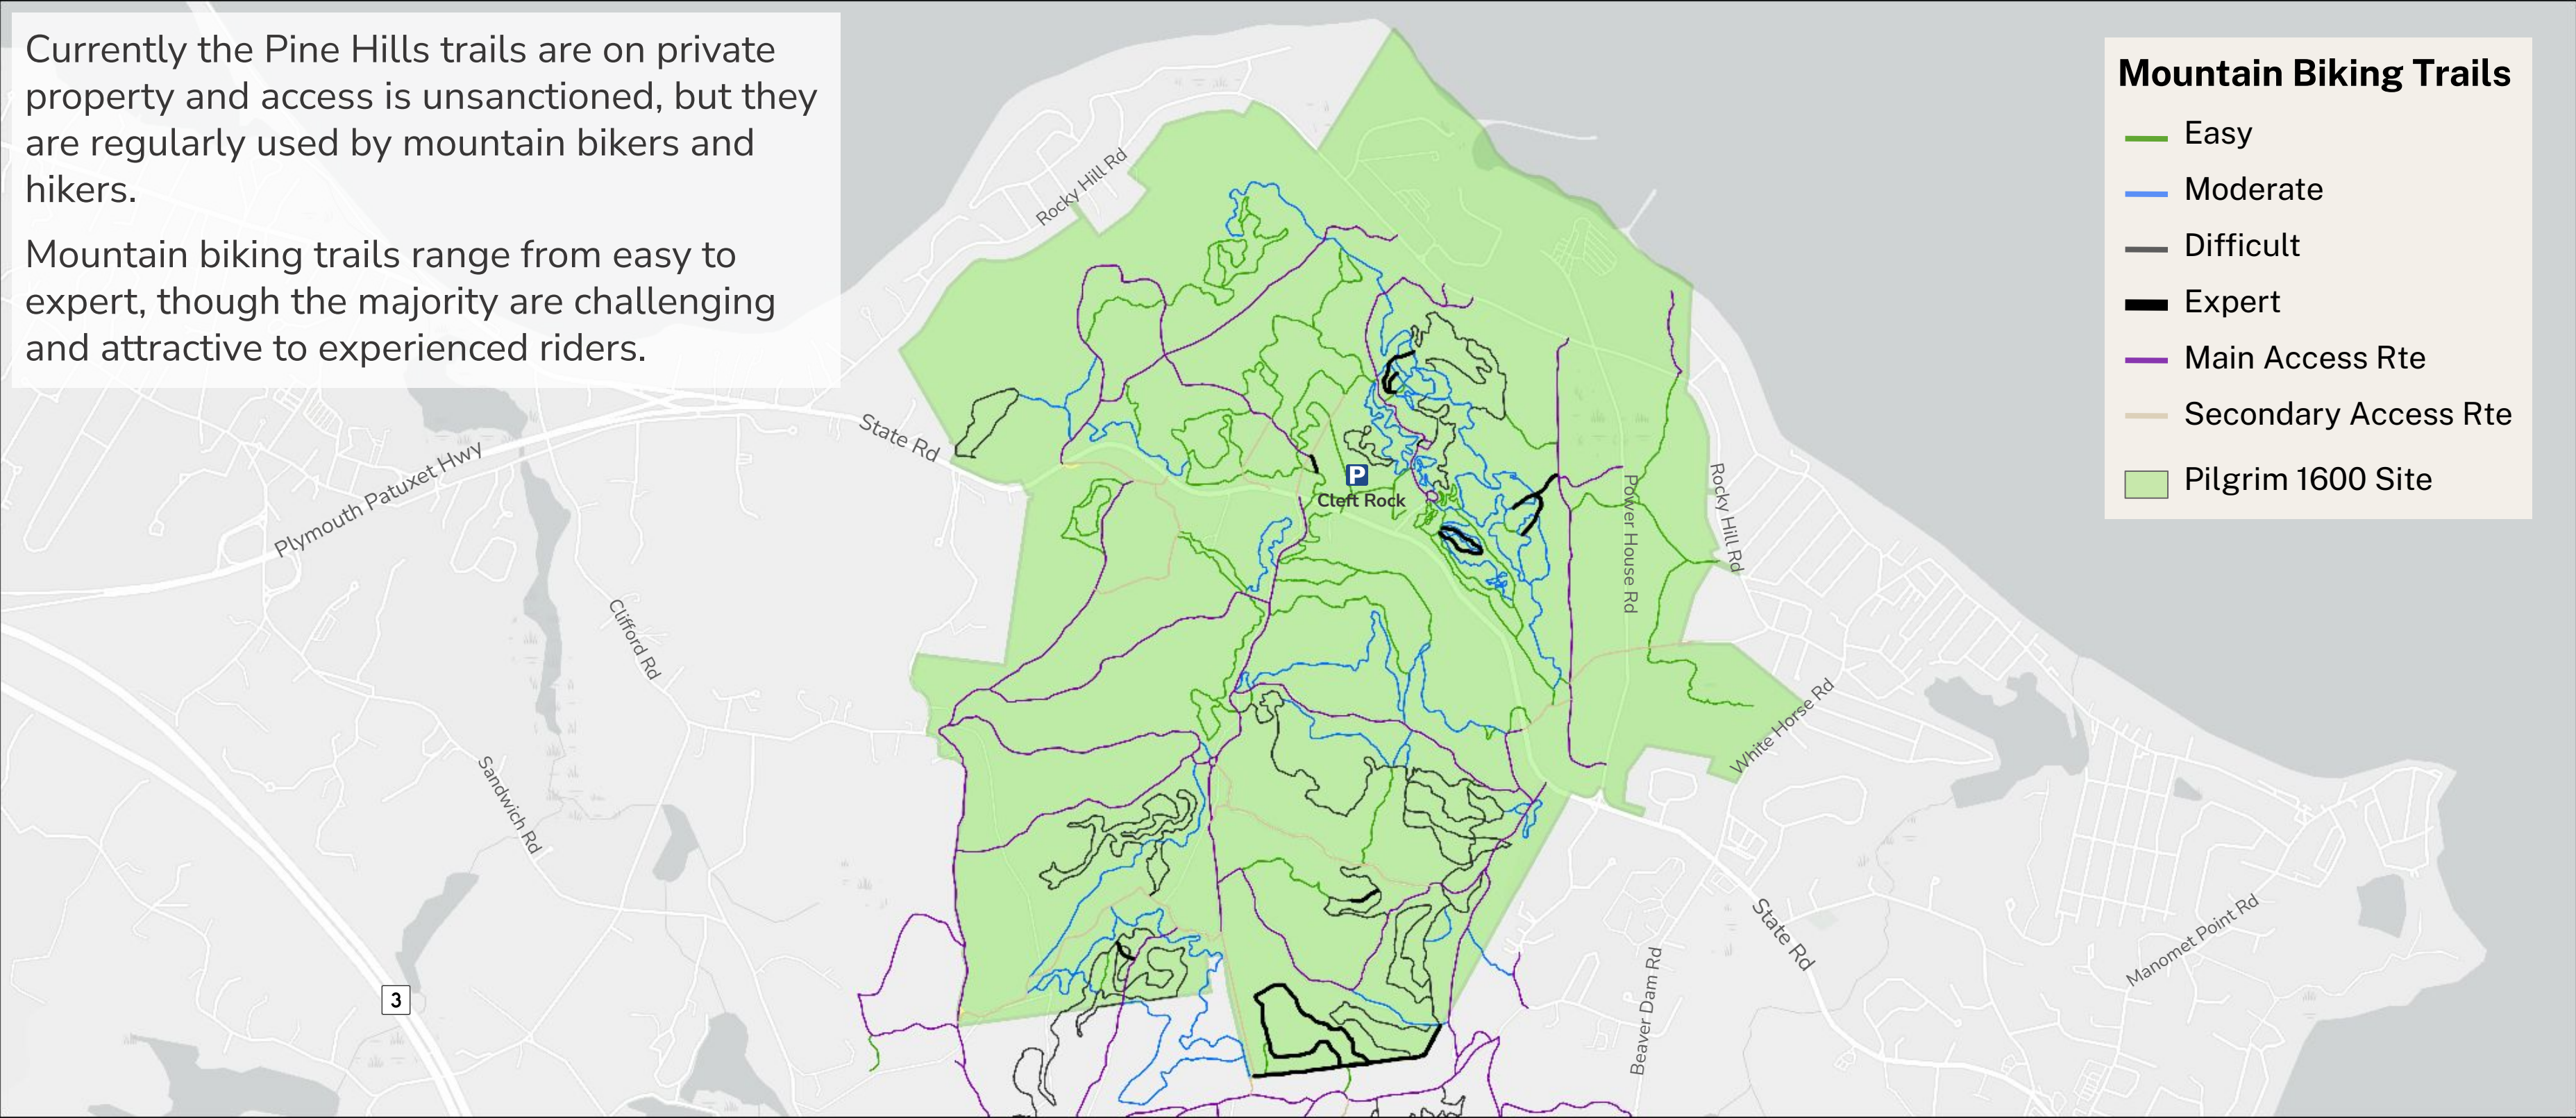 Currently the Pine Hills trails are on private
property and access is unsanctioned, but they
are regularly used by mountain bikers and
hikers.
Mountain biking trails range from easy to
expert, though the majority are challenging
and attractive to experienced riders.
Mountain Biking Trails
Easy
Moderate
Difficult
Expert
Main Access Rte
Secondary Access Rte
Pilgrim 1600 Site
Rocky Hill Rd
State Rd
Plymouth Patuxet Hwy
P
Cleft Rock
Power House Rd
Rocky Hill Rd
Clifford Rd
White Horse Rd
Sandwich Rd
State Rd
Manomet Point Rd
Beaver Dam Rd
3